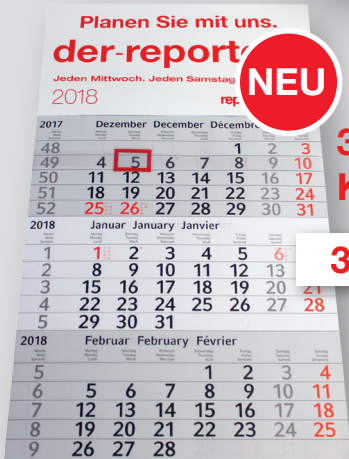 Planen Sie mit uns.
der-reporte
NEU
Jeden Mittwoch. Jeden Samstag
2018
rep
3
K
3
2017 Dezember December Décembre
48 1 2 3
49 4 5 6 7 8 9 10
50 11 12 13 14 15 16 17
51 18 19 20 21 22 23 24
52 25 26 27 28 29 30 31
2018 Januar January Janvier
1 1 2 3 4 5 6
2 8 9 10 11 12 13
3 15 16 17 18 19 20 21
4 22 23 24 25 26 27 28
5 29 30 31
2018 Februar February Février
5 1 2 3 4
6 5 6 7 8 9 10 11
7 12 13 14 15 16 17 18
8 19 20 21 22 23 24 25
9 26 27 28